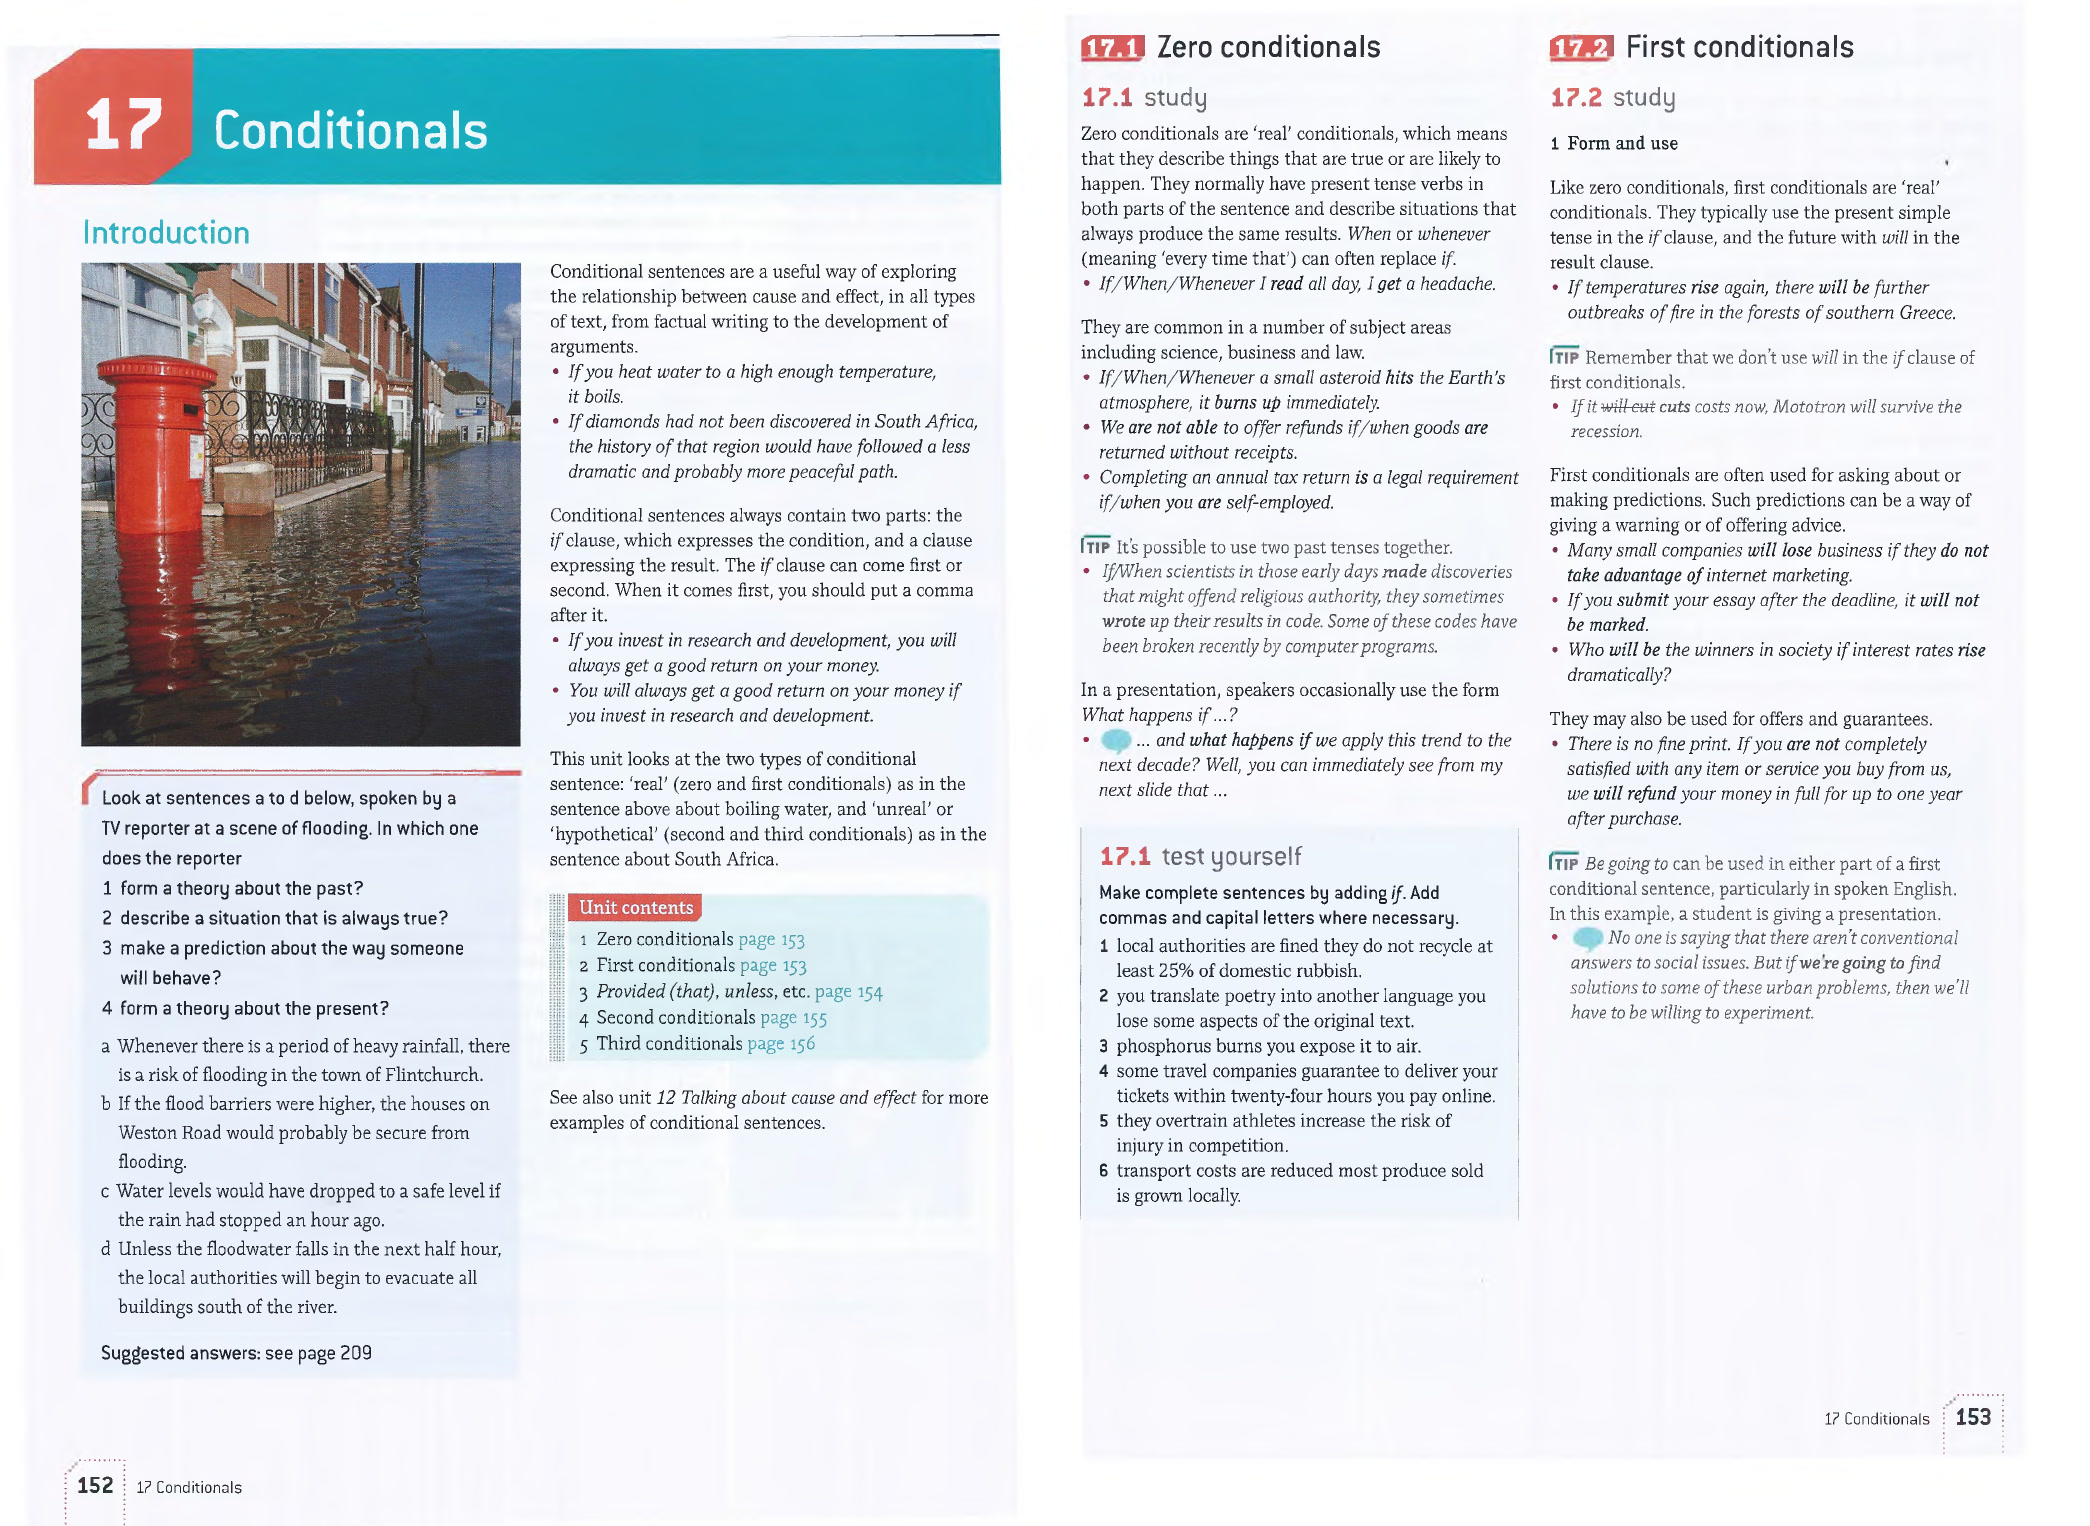 17 Conditionals
Introduction
Look at sentences a to d below, spoken by a
TV reporter at a scene of flooding. In which one
does the reporter
1 form a theory about the past?
2 describe a situation that is always true?
3 make a prediction about the way someone
will behave?
4 form a theory about the present?
a Whenever there is a period of heavy rainfall, there
is a risk of flooding in the town of Flintchurch.
b If the flood barriers were higher, the houses on
Weston Road would probably be secure from
flooding.
c Water levels would have dropped to a safe level if
the rain had stopped an hour ago.
d Unless the floodwater falls in the next half hour,
the local authorities will begin to evacuate all
buildings south of the river.
Suggested answers: see page 209
Conditional sentences are a useful way of exploring
the relationship between cause and effect, in all types
of text, from factual writing to the development of
arguments.
• If you heat water to a high enough temperature,
it boils.
• If diamonds had not been discovered in South Africa,
the history of that region would have followed a less
dramatic and probably more peaceful path.
Conditional sentences always contain two parts: the
if clause, which expresses the condition, and a clause
expressing the result. The if clause can come first or
second. When it comes first, you should put a comma
after it.
• If you invest in research and development, you will
always get a good return on your money.
• You will always get a good return on your money if
you invest in research and development.
This unit looks at the two types of conditional
sentence: ‘real’ (zero and first conditionals) as in the
sentence above about boiling water, and ‘unreal’ or
‘hypothetical’ (second and third conditionals) as in the
sentence about South Africa.
Unit contents
1 Zero conditionals page 153
2 First conditionals page 153
3 Provided (that), unless, etc. page 154
4 Second conditionals page 155
5 Third conditionals page 156
See also unit 12 Talking about cause and effect for more
examples of conditional sentences.
152 17 Conditionals
17.1 Zero conditionals
17.1 study
Zero conditionals are ‘real’ conditionals, which means
that they describe things that are true or are likely to
happen. They normally have present tense verbs in
both parts of the sentence and describe situations that
always produce the same results. When or whenever
(meaning ‘every time that’) can often replace if.
• If/When/Whenever I read all day, I get a headache.
They are common in a number of subject areas
including science, business and law.
• If/When/Whenever a small asteroid hits the Earth's
atmosphere, it burns up immediately.
• We are not able to offer refunds if/when goods are
returned without receipts.
• Completing an annual tax return is a legal requirement
if/when you are self-employed.
TIP It's possible to use two past tenses together.
• If/When scientists in those early days made discoveries
that might offend religious authority, they sometimes
wrote up their results in code. Some of these codes have
been broken recently by computer programs.
In a presentation, speakers occasionally use the form
What happens if ...?
• ... and what happens if we apply this trend to the
next decade? Well, you can immediately see from my
next slide that ...
17.1 test yourself
Make complete sentences by adding if. Add
commas and capital letters where necessary.
1 local authorities are fined they do not recycle at
least 25% of domestic rubbish.
2 you translate poetry into another language you
lose some aspects of the original text.
3 phosphorus burns you expose it to air.
4 some travel companies guarantee to deliver your
tickets within twenty-four hours you pay online.
5 they overtrain athletes increase the risk of
injury in competition.
6 transport costs are reduced most produce sold
is grown locally.
17.2 First conditionals
17.2 study
1 Form and use
Like zero conditionals, first conditionals are ‘real’
conditionals. They typically use the present simple
tense in the if clause, and the future with will in the
result clause.
• If temperatures rise again, there will be further
outbreaks of fire in the forests of southern Greece.
TIP Remember that we don't use will in the if clause of
first conditionals.
• If it will cut cuts costs now, Mototron will survive the
recession.
First conditionals are often used for asking about or
making predictions. Such predictions can be a way of
giving a warning or of offering advice.
• Many small companies will lose business if they do not
take advantage of internet marketing.
• If you submit your essay after the deadline, it will not
be marked.
• Who will be the winners in society if interest rates rise
dramatically?
They may also be used for offers and guarantees.
• There is no fine print. If you are not completely
satisfied with any item or service you buy from us,
we will refund your money in full for up to one year
after purchase.
TIP Be going to can be used in either part of a first
conditional sentence, particularly in spoken English.
In this example, a student is giving a presentation.
• No one is saying that there aren't conventional
answers to social issues. But if we're going to find
solutions to some of these urban problems, then we'll
have to be willing to experiment.
17 Conditionals 153